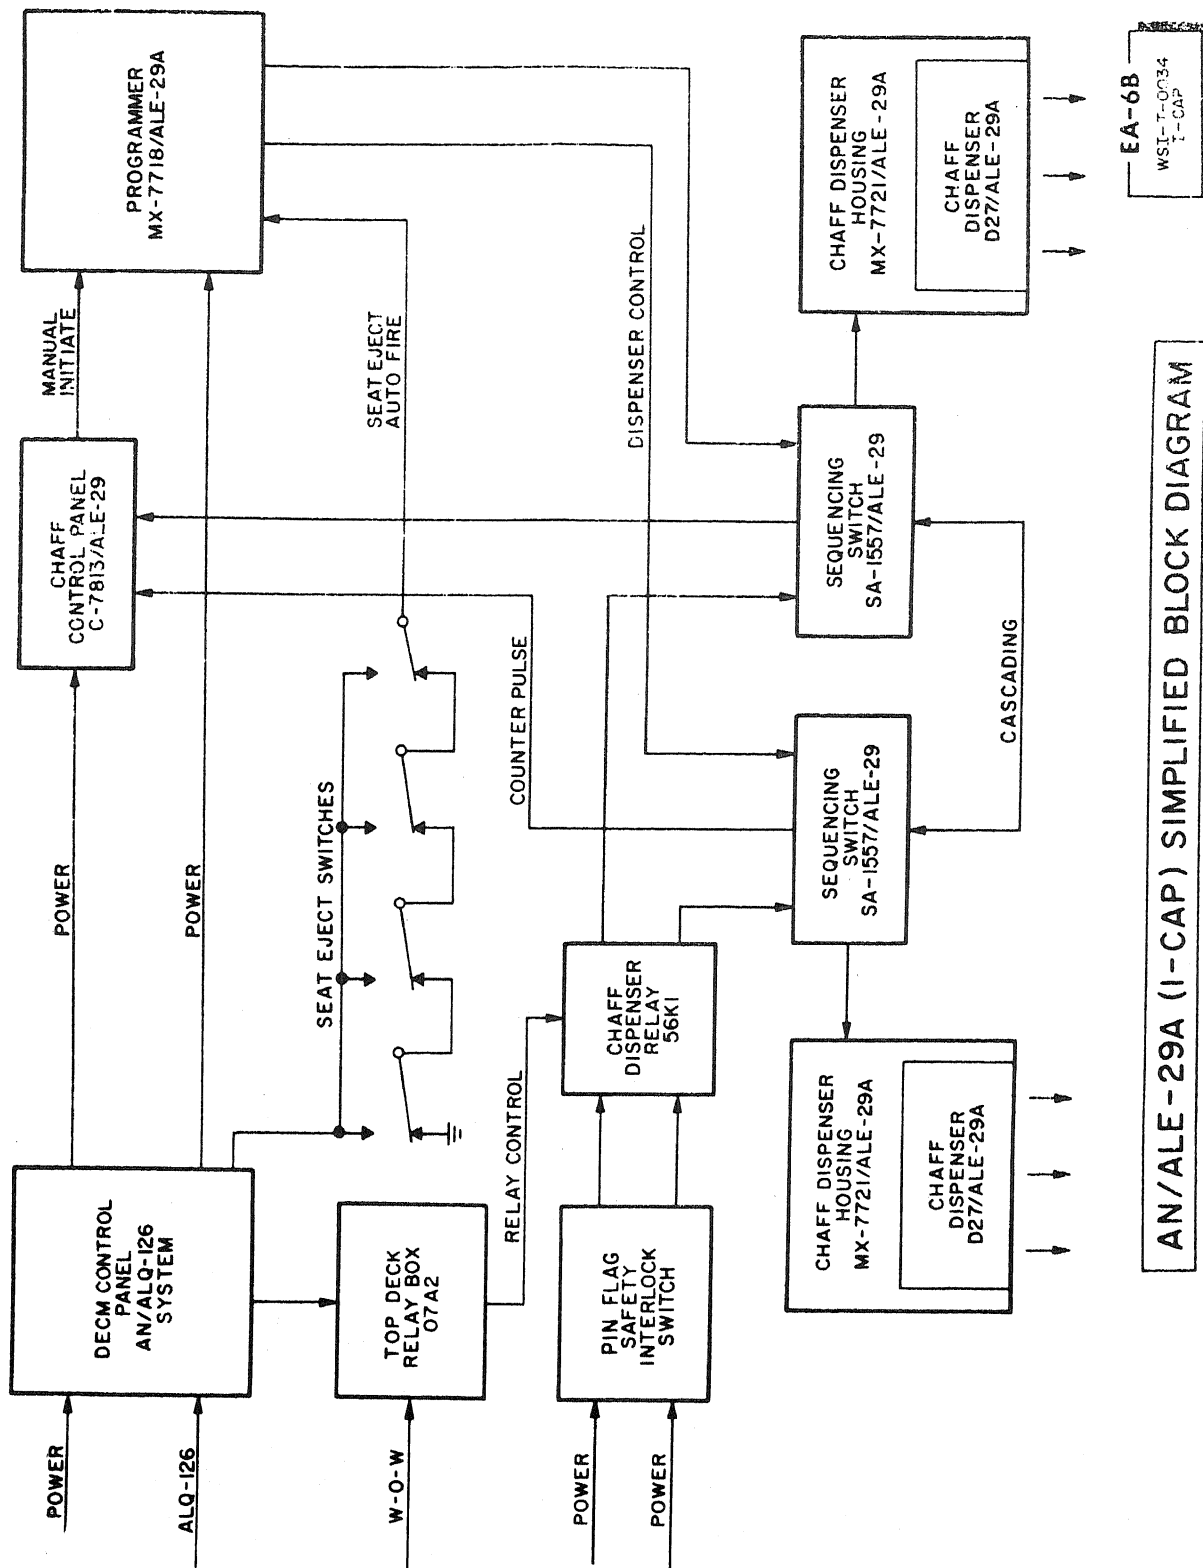 POWER
ALQ-126
W-O-W
POWER
POWER
DECM CONTROL
PANEL
AN/ALQ-126
SYSTEM
TOP DECK
RELAY BOX
07A2
PIN FLAG
SAFETY
INTERLOCK
SWITCH
POWER
POWER
SEAT EJECT SWITCHES
RELAY CONTROL
CHAFF
DISPENSER
RELAY
56K1
CHAFF
CONTROL PANEL
C-7813/ALE-29
MANUAL
INITIATE
PROGRAMMER
MX-7718/ALE-29A
SEAT EJECT
AUTO FIRE
COUNTER PULSE
DISPENSER CONTROL
SEQUENCING
SWITCH
SA-1557/ALE-29
SEQUENCING
SWITCH
SA-1557/ALE-29
CASCADING
CHAFF DISPENSER
HOUSING
MX-7721/ALE-29A
CHAFF
DISPENSER
D27/ALE-29A
CHAFF DISPENSER
HOUSING
MX-7721/ALE-29A
CHAFF
DISPENSER
D27/ALE-29A
AN/ALE-29A (I-CAP) SIMPLIFIED BLOCK DIAGRAM
EA-6B
WSI-T-0034
I-CAP